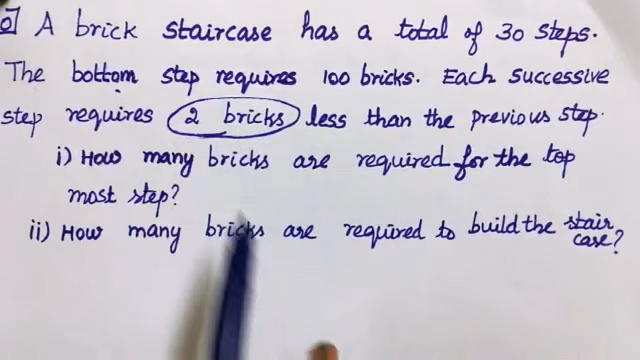 Q] A brick staircase has a total of 30 steps.
The bottom step requires 100 bricks. Each successive
step requires 2 bricks less than the previous step.
i) How many bricks are required for the top
most step?
ii) How many bricks are required to build the stair
case?